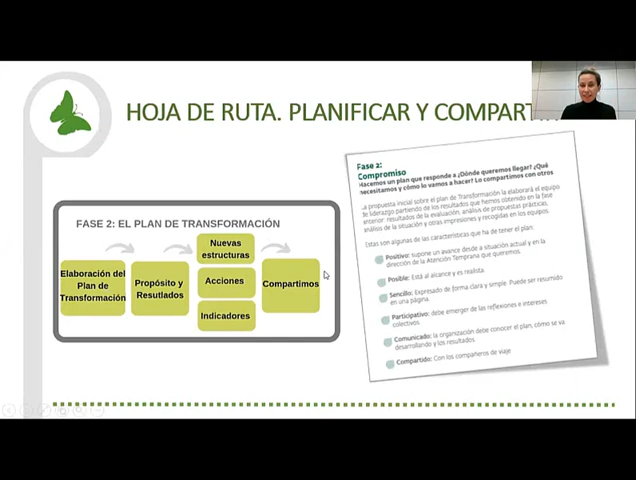 HOJA DE RUTA. PLANIFICAR Y COMPART
FASE 2: EL PLAN DE TRANSFORMACIÓN
Elaboración del
Plan de
Transformación
Propósito y
Resutlados
Nuevas
estructuras
Acciones
Indicadores
Compartimos
Fase 2:
Compromiso
Hacemos un plan que responde a ¿Dónde queremos llegar? ¿Qué
necesitamos y cómo lo vamos a hacer? Lo compartimos con otros
La propuesta inicial sobre el plan de Transformación la elaborará el equipo
de liderazgo partiendo de los resultados que hemos obtenido en la fase
anterior: resultados de la evaluación, análisis de propuestas prácticas,
análisis de la situación y otras impresiones y recogidas en los equipos.
Estas son algunas de las características que ha de tener el plan:
Positivo: supone un avance desde a situación actual y en la
dirección de la Atención Temprana que queremos.
Posible: Está al alcance y es realista.
Sencillo: Expresado de forma clara y simple. Puede ser resumido
en una página.
Participativo: debe emerger de las reflexiones e intereses
colectivos.
Comunicado: la organización debe conocer el plan, cómo se va
desarrollando y los resultados.
Compartido: Con los compañeros de viaje